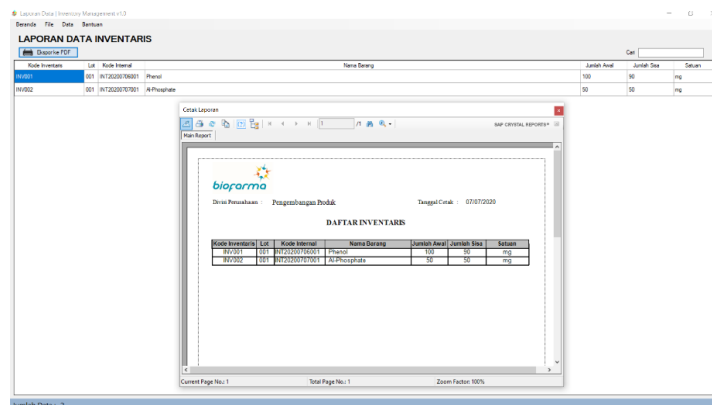 Laporan Data | Inventory Management v1.0
Beranda File Data Bantuan
LAPORAN DATA INVENTARIS
Eksporke PDF
Cari
Kode Inventaris Lot Kode Internal Nama Barang Jumlah Awal Jumlah Sisa Satuan
INV001 001 INT20200706001 Phenol 100 90 mg
INV002 001 INT20200707001 Al-Phosphate 50 50 mg
Cetak Laporan
1 /1 SAP CRYSTAL REPORTS®
Main Report
biofarma
Divisi Perusahaan : Pengembangan Produk Tanggal Cetak : 07/07/2020
DAFTAR INVENTARIS
Kode Inventaris Lot Kode Internal Nama Barang Jumlah Awal Jumlah Sisa Satuan
INV001 001 INT20200706001 Phenol 100 90 mg
INV002 001 INT20200707001 Al-Phosphate 50 50 mg
Current Page No.: 1 Total Page No.: 1 Zoom Factor: 100%
Jumlah Data : 2